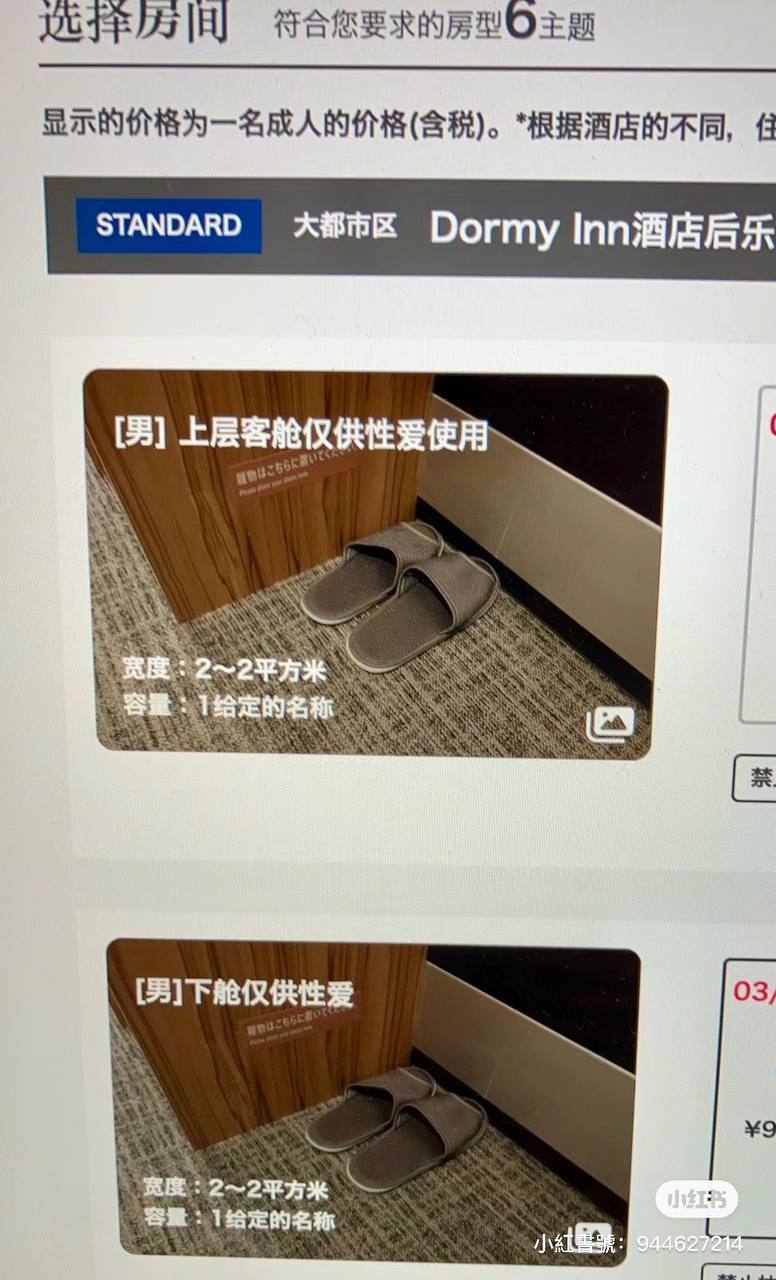 选择房间 符合您要求的房型6主题
显示的价格为一名成人的价格(含税)。*根据酒店的不同，住
STANDARD 大都市区 Dormy Inn酒店后乐
[男] 上层客舱仅供性爱使用
履物はこちらに置いてください
Please place your shoes here
宽度：2～2平方米
容量：1给定的名称
禁
[男]下舱仅供性爱
03/
履物はこちらに置いてくだ
Please place your shoes here
¥9
宽度：2～2平方米
容量：1给定的名称
小红书
小紅書號：944627214